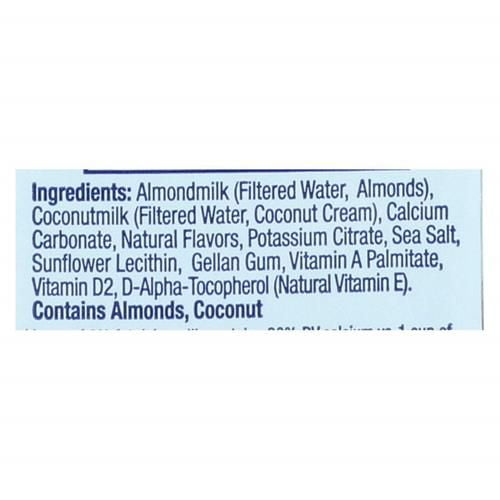 Ingredients: Almondmilk (Filtered Water, Almonds),
Coconutmilk (Filtered Water, Coconut Cream), Calcium
Carbonate, Natural Flavors, Potassium Citrate, Sea Salt,
Sunflower Lecithin, Gellan Gum, Vitamin A Palmitate,
Vitamin D2, D-Alpha-Tocopherol (Natural Vitamin E).
Contains Almonds, Coconut